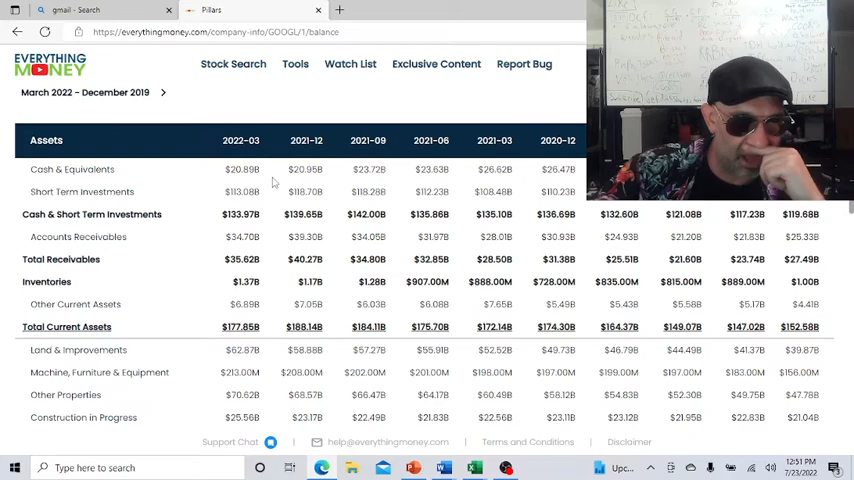 gmail - Search
Pillars
https://everythingmoney.com/company-info/GOOGL/1/balance
EVERYTHING
MONEY
Stock Search Tools Watch List Exclusive Content Report Bug
March 2022 - December 2019
Assets 2022-03 2021-12 2021-09 2021-06 2021-03 2020-12
Cash & Equivalents $20.89B $20.95B $23.72B $23.63B $26.62B $26.47B
Short Term Investments $113.08B $118.70B $118.28B $112.23B $108.48B $110.23B
Cash & Short Term Investments $133.97B $139.65B $142.00B $135.86B $135.10B $136.69B $132.60B $121.08B $117.23B $119.68B
Accounts Receivables $34.70B $39.30B $34.05B $31.97B $28.01B $30.93B $24.93B $21.20B $21.83B $25.33B
Total Receivables $35.62B $40.27B $34.80B $32.85B $28.50B $31.38B $25.51B $21.60B $23.74B $27.49B
Inventories $1.37B $1.17B $1.28B $907.00M $888.00M $728.00M $835.00M $815.00M $889.00M $1.00B
Other Current Assets $6.89B $7.05B $6.03B $6.08B $7.65B $5.49B $5.43B $5.58B $5.17B $4.41B
Total Current Assets $177.85B $188.14B $184.11B $175.70B $172.14B $174.30B $164.37B $149.07B $147.02B $152.58B
Land & Improvements $62.87B $58.88B $57.27B $55.91B $52.52B $49.73B $46.79B $44.49B $41.37B $39.87B
Machine, Furniture & Equipment $213.00M $208.00M $202.00M $201.00M $198.00M $197.00M $199.00M $197.00M $183.00M $156.00M
Other Properties $70.62B $68.57B $66.47B $64.17B $60.49B $58.12B $54.83B $52.30B $49.75B $47.78B
Construction in Progress $25.56B $23.17B $22.49B $21.83B $22.56B $23.11B $23.12B $21.95B $22.83B $21.04B
Support Chat help@everythingmoney.com Terms and Conditions Disclaimer
Type here to search
Upc...
12:51 PM
7/23/2022